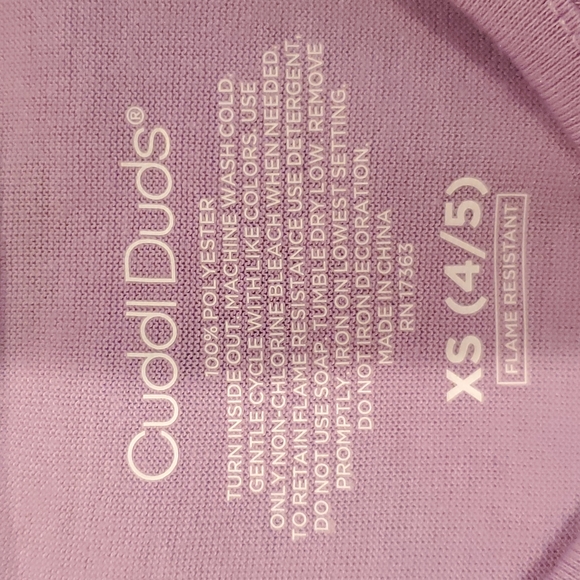 Cuddl Duds®
100% POLYESTER
TURN INSIDE OUT. MACHINE WASH COLD,
GENTLE CYCLE. WITH LIKE COLORS. USE
ONLY NON-CHLORINE BLEACH WHEN NEEDED.
TO RETAIN FLAME RESISTANCE USE DETERGENT.
DO NOT USE SOAP. TUMBLE DRY LOW. REMOVE
PROMPTLY. IRON ON LOWEST SETTING.
DO NOT IRON DECORATION
MADE IN CHINA
RN 17363
XS (4/5)
FLAME RESISTANT